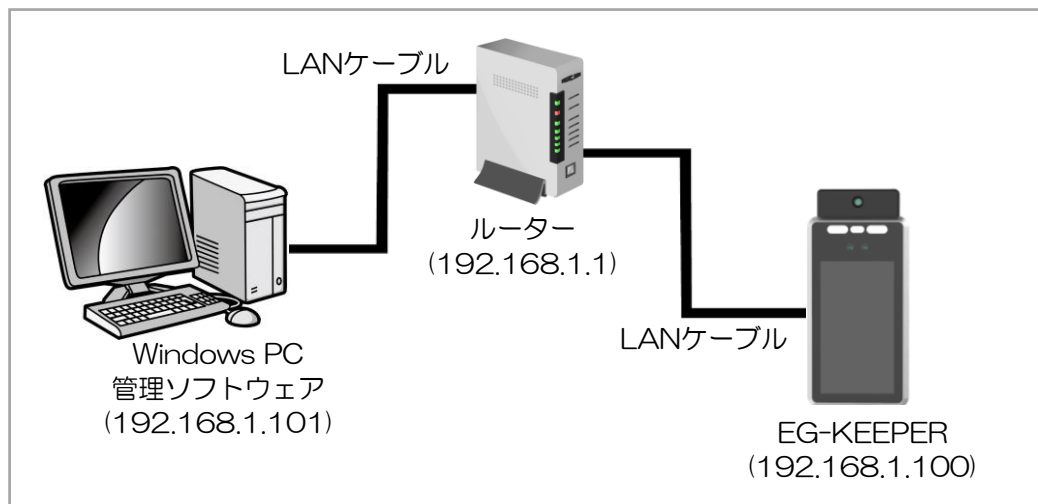 LANケーブル
ルーター
(192.168.1.1)
Windows PC
管理ソフトウェア
(192.168.1.101)
LANケーブル
EG-KEEPER
(192.168.1.100)